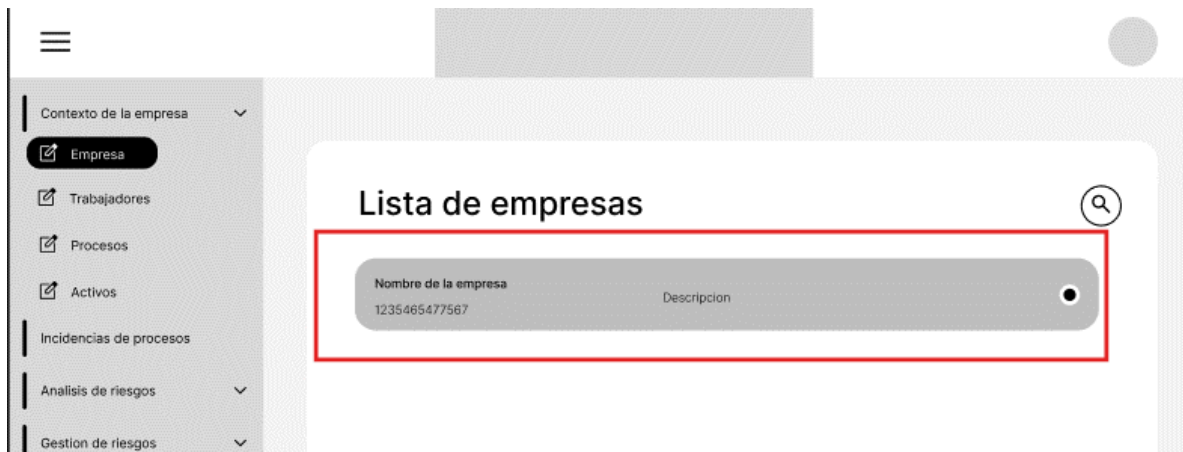 Contexto de la empresa
Empresa
Trabajadores
Procesos
Activos
Incidencias de procesos
Analisis de riesgos
Gestion de riesgos
Lista de empresas
Nombre de la empresa
1235465477567
Descripcion